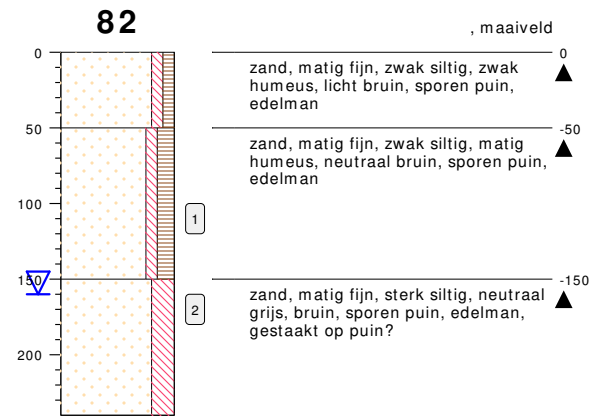 82
, maaiveld
0
0
zand, matig fijn, zwak siltig, zwak
humeus, licht bruin, sporen puin,
edelman
50
-50
zand, matig fijn, zwak siltig, matig
humeus, neutraal bruin, sporen puin,
edelman
100
1
150
-150
zand, matig fijn, sterk siltig, neutraal
grijs, bruin, sporen puin, edelman,
gestaakt op puin?
2
200